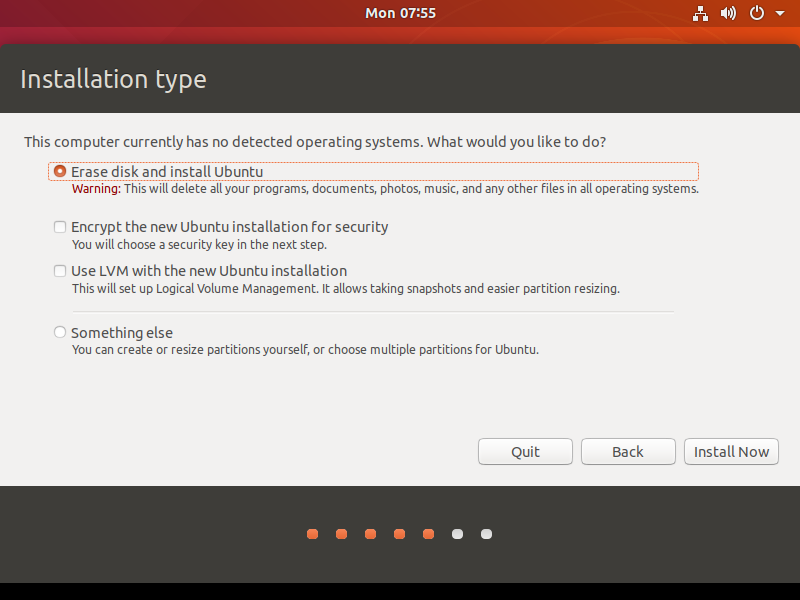 Mon 07:55
Installation type
This computer currently has no detected operating systems. What would you like to do?
Erase disk and install Ubuntu
Warning: This will delete all your programs, documents, photos, music, and any other files in all operating systems.
Encrypt the new Ubuntu installation for security
You will choose a security key in the next step.
Use LVM with the new Ubuntu installation
This will set up Logical Volume Management. It allows taking snapshots and easier partition resizing.
Something else
You can create or resize partitions yourself, or choose multiple partitions for Ubuntu.
Quit
Back
Install Now